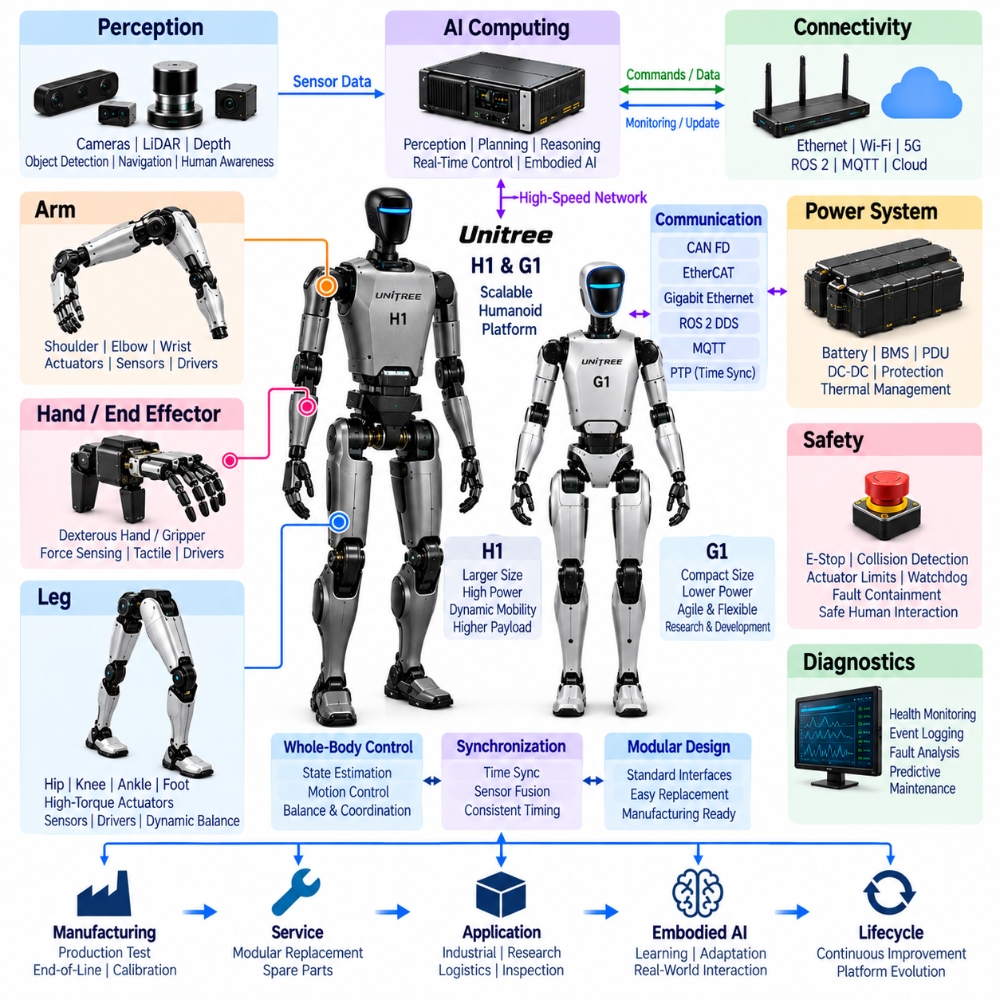 Perception
Cameras | LiDAR | Depth
Object Detection | Navigation | Human Awareness
Sensor Data
AI Computing
Perception | Planning | Reasoning
Real-Time Control | Embodied AI
Commands / Data
Monitoring / Update
Connectivity
Ethernet | Wi-Fi | 5G
ROS 2 | MQTT | Cloud
High-Speed Network
Arm
Shoulder | Elbow | Wrist
Actuators | Sensors | Drivers
Hand / End Effector
Dexterous Hand / Gripper
Force Sensing | Tactile | Drivers
Leg
Hip | Knee | Ankle | Foot
High-Torque Actuators
Sensors | Drivers | Dynamic Balance
Unitree
H1 & G1
Scalable
Humanoid
Platform
UNITREE
H1
UNITREE
G1
Communication
CAN FD
EtherCAT
Gigabit Ethernet
ROS 2 DDS
MQTT
PTP (Time Sync)
Power System
Battery | BMS | PDU
DC-DC | Protection
Thermal Management
H1
Larger Size
High Power
Dynamic Mobility
Higher Payload
G1
Compact Size
Lower Power
Agile & Flexible
Research & Development
Safety
E-Stop | Collision Detection
Actuator Limits | Watchdog
Fault Containment
Safe Human Interaction
Diagnostics
Health Monitoring
Event Logging
Fault Analysis
Predictive
Maintenance
Whole-Body Control
State Estimation
Motion Control
Balance & Coordination
Synchronization
Time Sync
Sensor Fusion
Consistent Timing
Modular Design
Standard Interfaces
Easy Replacement
Manufacturing Ready
Manufacturing
Production Test
End-of-Line | Calibration
Service
Modular Replacement
Spare Parts
Application
Industrial | Research
Logistics | Inspection
Embodied AI
Learning | Adaptation
Real-World Interaction
Lifecycle
Continuous Improvement
Platform Evolution